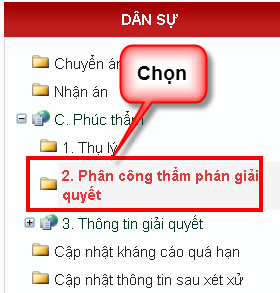 DÂN SỰ
Chuyển án
Chọn
Nhận án
C. Phúc thẩm
1. Thụ lý
2. Phân công thẩm phán giải
quyết
3. Thông tin giải quyết
Cập nhật kháng cáo quá hạn
Cập nhật thông tin sau xét xử